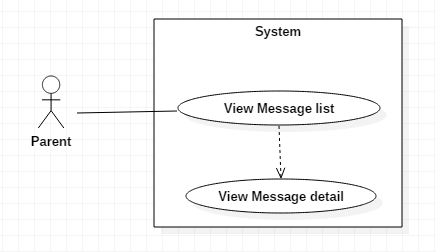 System
View Message list
Parent
View Message detail